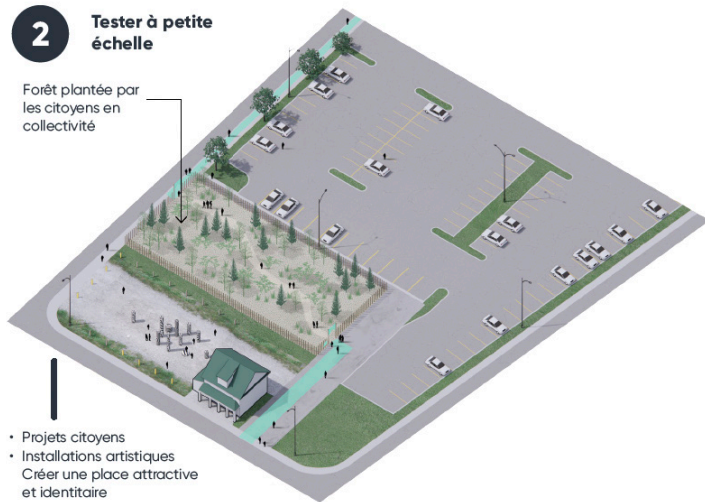 2
Tester à petite
échelle
Forêt plantée par
les citoyens en
collectivité
• Projets citoyens
• Installations artistiques
Créer une place attractive
et identitaire